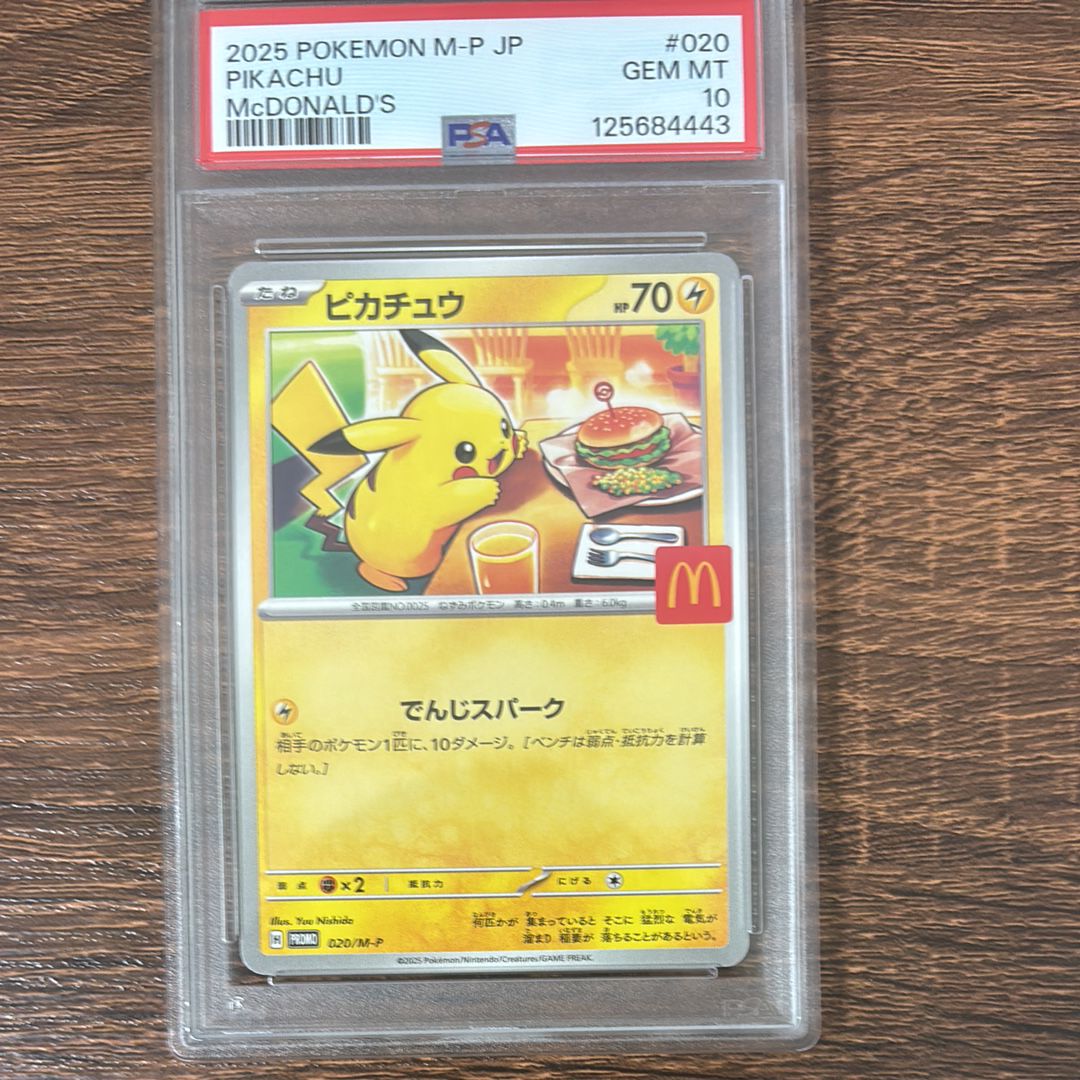 2025 POKEMON M-P JP #020
PIKACHU GEM MT
McDONALD'S 10
PSA 125684443
たね ピカチュウ HP 70
全国図鑑NO.0025 ねずみポケモン 高さ:0.4m 重さ:6.0kg
でんじスパーク
相手のポケモン1匹に、10ダメージ。[ベンチは弱点・抵抗力を計算
しない。]
弱点 ×2 抵抗力 にげる
Illus. Yuu Nishida
何匹かが 集まっていると そこに 猛烈な 電気が
溜まり 稲妻が 落ちることがあるという。
PROMO 020/M-P
©2025 Pokémon/Nintendo/Creatures/GAME FREAK.